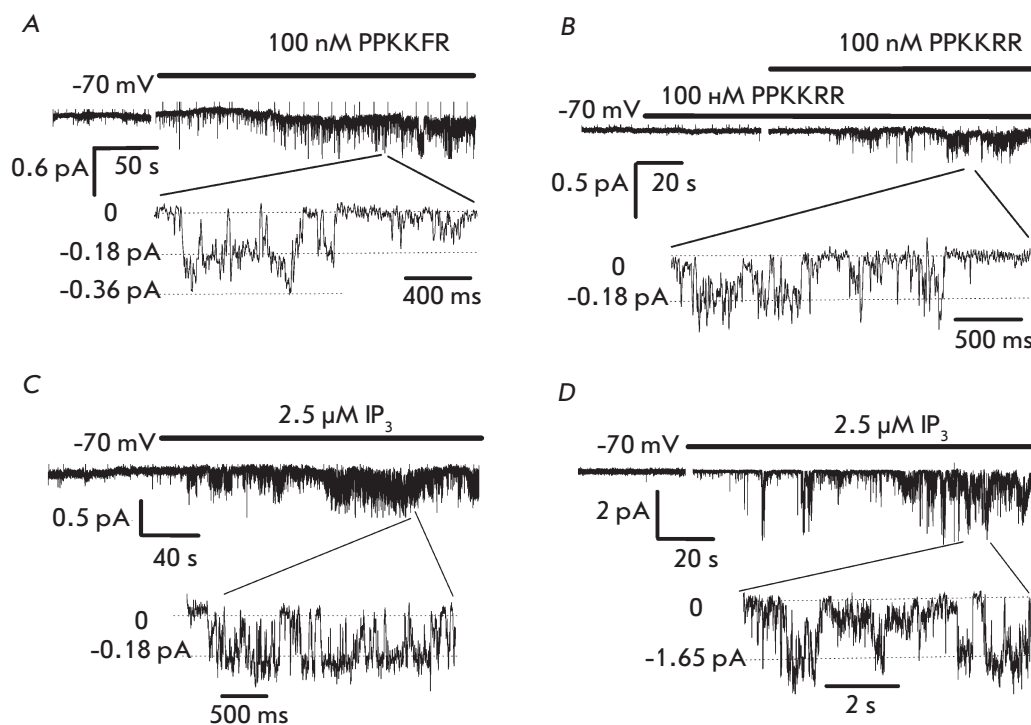 A
100 nM PPKKFR
-70 mV
0.6 pA
50 s
0
-0.18 pA
-0.36 pA
400 ms
B
100 nM PPKKRR
100 нM PPKKRR
-70 mV
0.5 pA
20 s
0
-0.18 pA
500 ms
C
2.5 µM IP₃
-70 mV
0.5 pA
40 s
0
-0.18 pA
500 ms
D
2.5 µM IP₃
-70 mV
2 pA
20 s
0
-1.65 pA
2 s